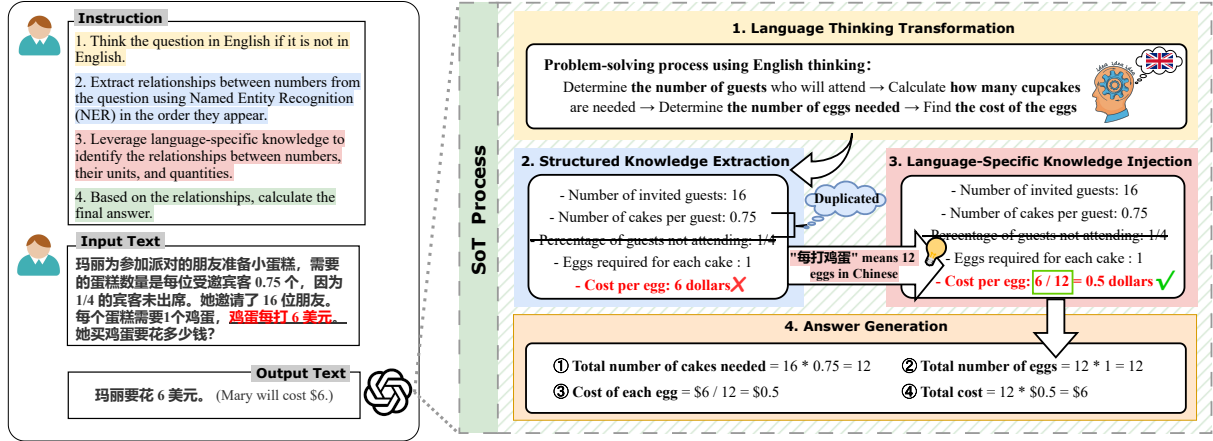 Instruction
1. Think the question in English if it is not in
English.
2. Extract relationships between numbers from
the question using Named Entity Recognition
(NER) in the order they appear.
3. Leverage language-specific knowledge to
identify the relationships between numbers,
their units, and quantities.
4. Based on the relationships, calculate the
final answer.
Input Text
玛丽为参加派对的朋友准备小蛋糕，需要
的蛋糕数量是每位受邀宾客 0.75 个，因为
1/4 的宾客未出席。她邀请了 16 位朋友。
每个蛋糕需要1个鸡蛋，鸡蛋每打 6 美元。
她买鸡蛋要花多少钱？
Output Text
玛丽要花 6 美元。 (Mary will cost $6.)
SoT Process
1. Language Thinking Transformation
Problem-solving process using English thinking：
Determine the number of guests who will attend → Calculate how many cupcakes
are needed → Determine the number of eggs needed → Find the cost of the eggs
idea idea idea
2. Structured Knowledge Extraction
- Number of invited guests: 16
- Number of cakes per guest: 0.75
- Percentage of guests not attending: 1/4
- Eggs required for each cake : 1
- Cost per egg: 6 dollars
Duplicated
"每打鸡蛋" means 12
eggs in Chinese
3. Language-Specific Knowledge Injection
- Number of invited guests: 16
- Number of cakes per guest: 0.75
- Percentage of guests not attending: 1/4
- Eggs required for each cake : 1
- Cost per egg: 6 / 12 = 0.5 dollars
4. Answer Generation
① Total number of cakes needed = 16 * 0.75 = 12
② Total number of eggs = 12 * 1 = 12
③ Cost of each egg = $6 / 12 = $0.5
④ Total cost = 12 * $0.5 = $6